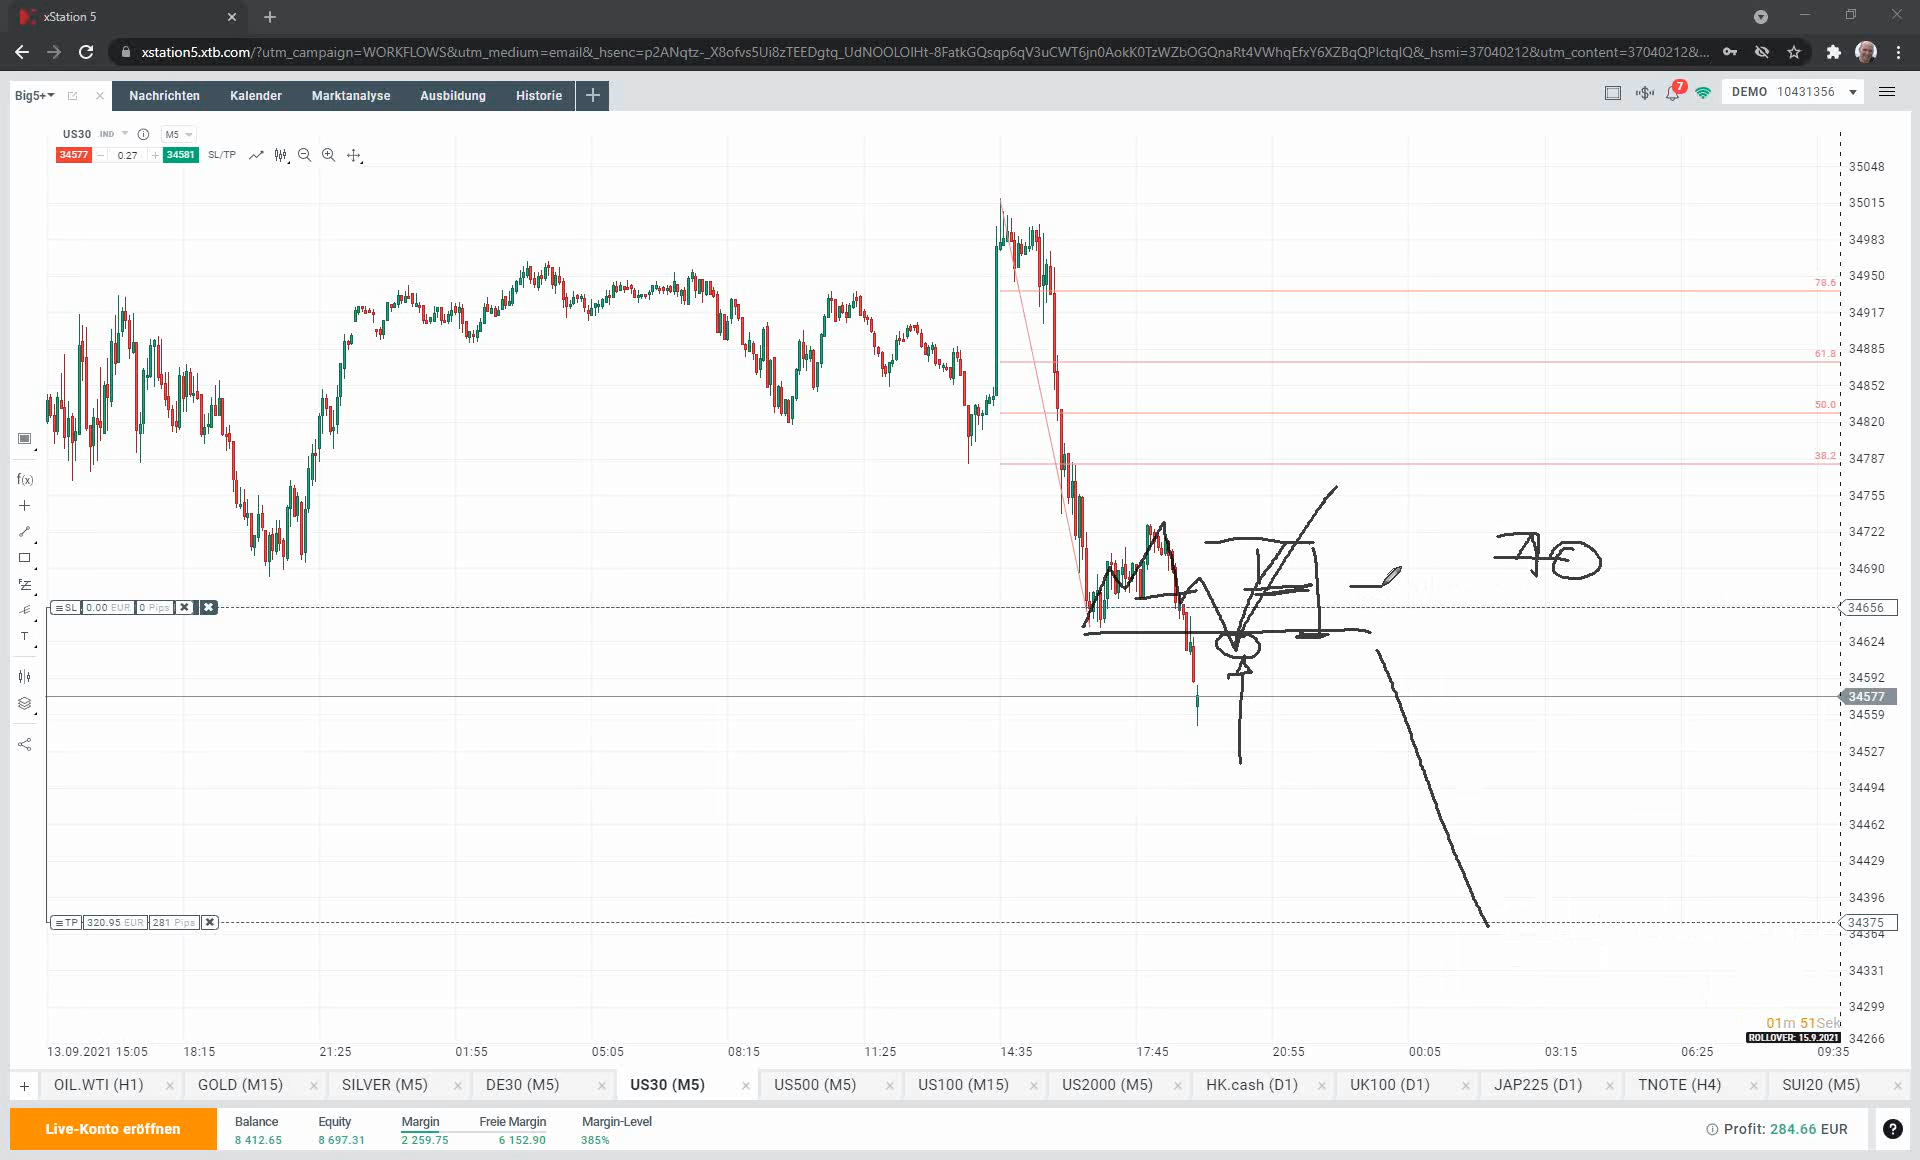 xStation 5
xstation5.xtb.com/?utm_campaign=WORKFLOWS&utm_medium=email&_hsenc=p2ANqtz-_X8ofvs5Ui8zTEEDgtq_UdNOOLOIHt-8FatkGQsqp6qV3uCWT6jn0AokK0TzWZbOGQnaRt4VWhqEfxY6XZBqQPlctqlQ&_hsmi=37040212&utm_content=37040212&...
Big5+ Nachrichten Kalender Marktanalyse Ausbildung Historie
7 DEMO 10431356
US30 IND M5
34577 0.27 34581 SL/TP
35048
35015
34983
34950
78.6
34917
34885
61.8
34852
50.0
34820
34787
38.2
34755
34722
34690
SL 0.00 EUR 0 Pips 34656
34624
34592
34577
34559
34527
34494
34462
34429
34396
TP 320.95 EUR 281 Pips 34375
34364
34331
34299
01m 51Sek
ROLLOVER: 15.9.2021 34266
13.09.2021 15:05 18:15 21:25 01:55 05:05 08:15 11:25 14:35 17:45 20:55 00:05 03:15 06:25 09:35
f(x)
T
OIL.WTI (H1) GOLD (M15) SILVER (M5) DE30 (M5) US30 (M5) US500 (M5) US100 (M15) US2000 (M5) HK.cash (D1) UK100 (D1) JAP225 (D1) TNOTE (H4) SUI20 (M5)
Live-Konto eröffnen
Balance Equity Margin Freie Margin Margin-Level
8 412.65 8 697.31 2 259.75 6 152.90 385%
Profit: 284.66 EUR